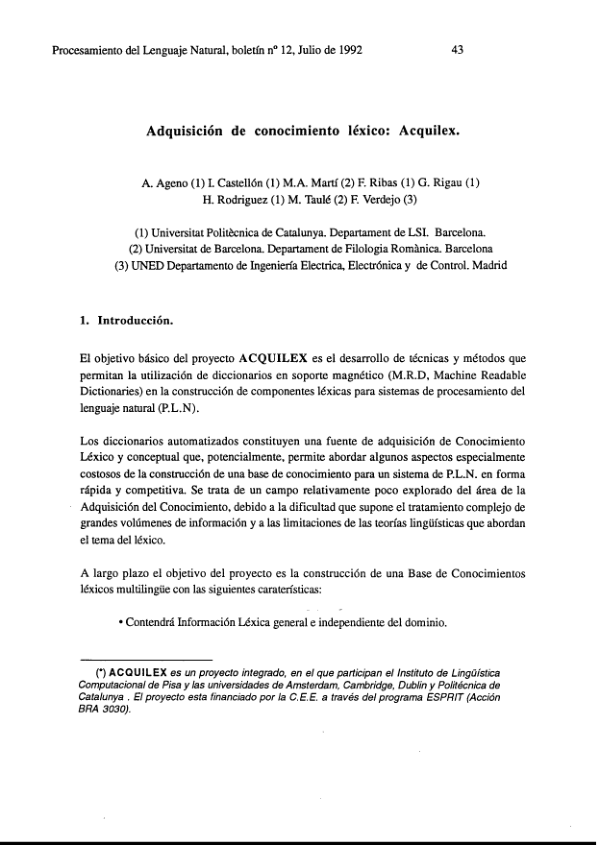 Procesamiento del Lenguaje Natural, boletín nº 12, Julio de 1992 43
Adquisición de conocimiento léxico: Acquilex.
A. Ageno (1) I. Castellón (1) M.A. Martí (2) F. Ribas (1) G. Rigau (1)
H. Rodriguez (1) M. Taulé (2) F. Verdejo (3)
(1) Universitat Politècnica de Catalunya. Departament de LSI. Barcelona.
(2) Universitat de Barcelona. Departament de Filologia Romànica. Barcelona
(3) UNED Departamento de Ingeniería Electrica, Electrónica y de Control. Madrid
1. Introducción.
El objetivo básico del proyecto ACQUILEX es el desarrollo de técnicas y métodos que
permitan la utilización de diccionarios en soporte magnético (M.R.D, Machine Readable
Dictionaries) en la construcción de componentes léxicas para sistemas de procesamiento del
lenguaje natural (P.L.N).
Los diccionarios automatizados constituyen una fuente de adquisición de Conocimiento
Léxico y conceptual que, potencialmente, permite abordar algunos aspectos especialmente
costosos de la construcción de una base de conocimiento para un sistema de P.L.N. en forma
rápida y competitiva. Se trata de un campo relativamente poco explorado del área de la
Adquisición del Conocimiento, debido a la dificultad que supone el tratamiento complejo de
grandes volúmenes de información y a las limitaciones de las teorías lingüísticas que abordan
el tema del léxico.
A largo plazo el objetivo del proyecto es la construcción de una Base de Conocimientos
léxicos multilingüe con las siguientes caraterísticas:
• Contendrá Información Léxica general e independiente del dominio.
(*) ACQUILEX es un proyecto integrado, en el que participan el Instituto de Lingüística
Computacional de Pisa y las universidades de Amsterdam, Cambridge, Dublín y Politécnica de
Catalunya . El proyecto esta financiado por la C.E.E. a través del programa ESPRIT (Acción
BRA 3030).